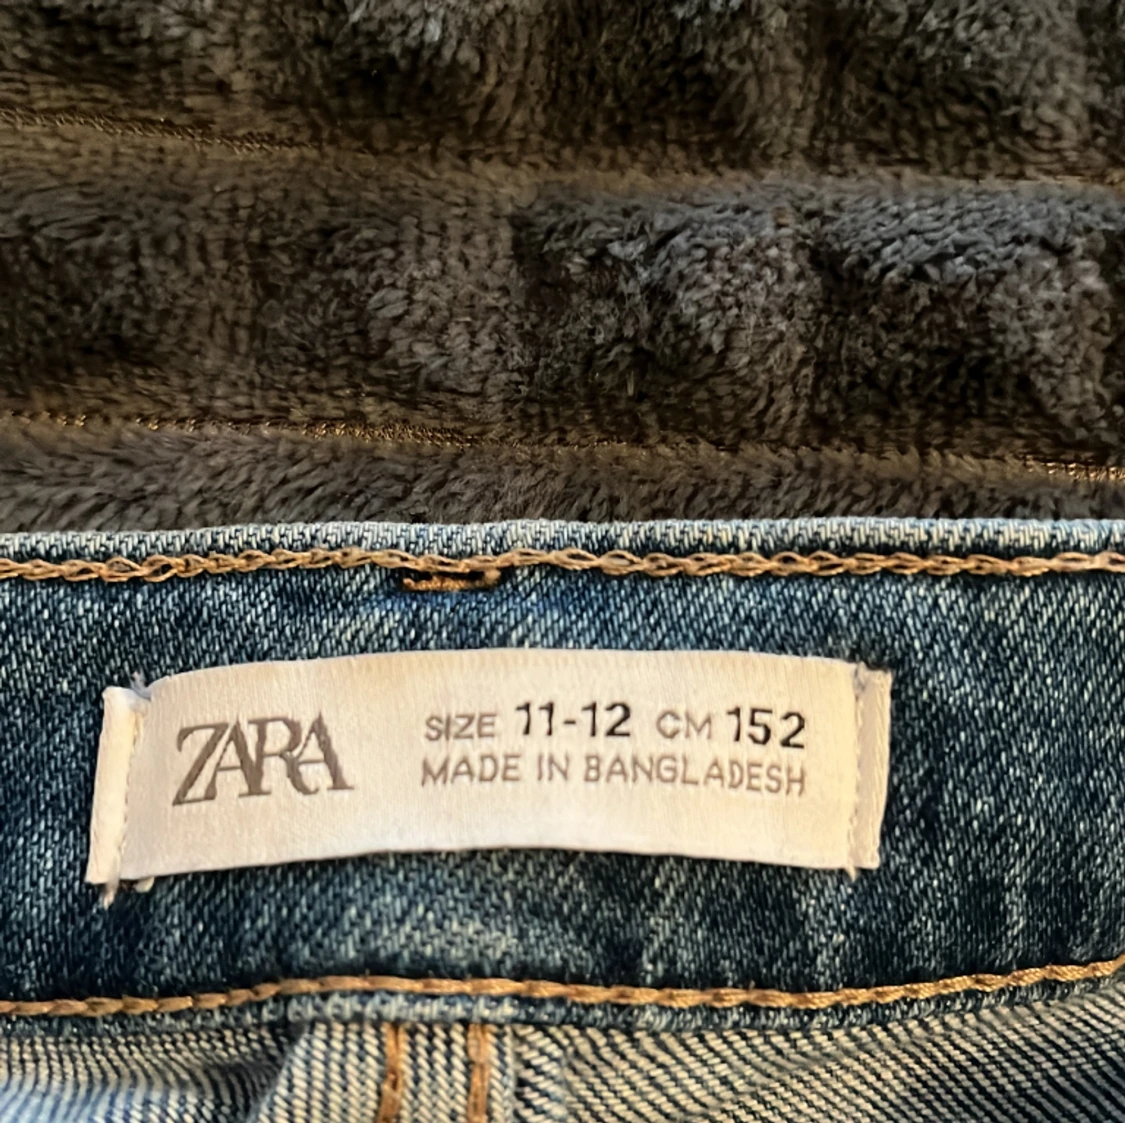 ZARA
SIZE 11-12 CM 152
MADE IN BANGLADESH